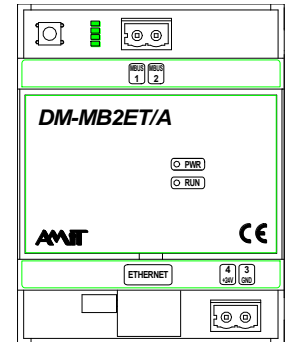 MBUS 1 MBUS 2
DM-MB2ET/A
PWR
RUN
AMiT CE
ETHERNET 4 +24V 3 GND